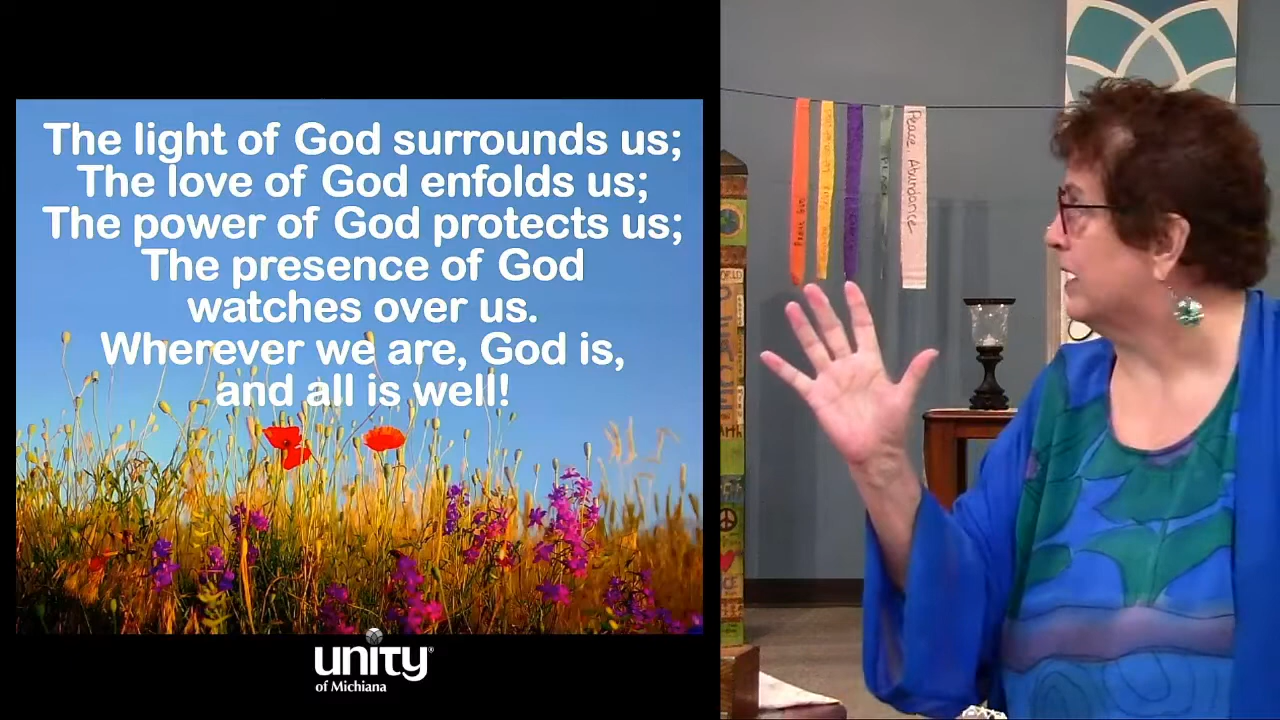 The light of God surrounds us;
The love of God enfolds us;
The power of God protects us;
The presence of God
watches over us.
Wherever we are, God is,
and all is well!
unity
of Michiana
Peace, Abundance